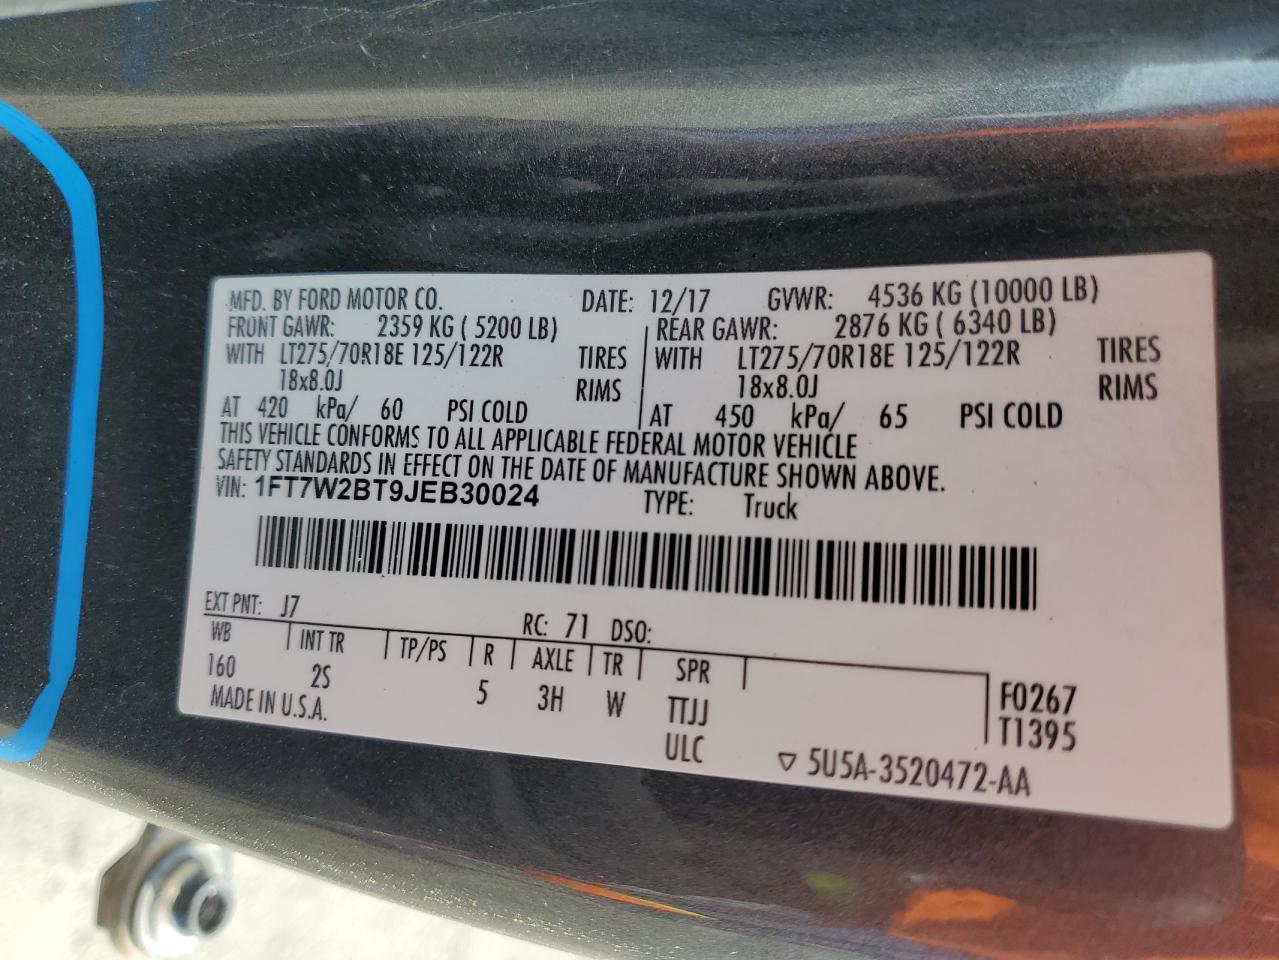 MFD. BY FORD MOTOR CO. DATE: 12/17 GVWR: 4536 KG (10000 LB)
FRONT GAWR: 2359 KG ( 5200 LB) REAR GAWR: 2876 KG ( 6340 LB)
WITH LT275/70R18E 125/122R TIRES WITH LT275/70R18E 125/122R TIRES
18x8.0J RIMS 18x8.0J RIMS
AT 420 kPa/ 60 PSI COLD AT 450 kPa/ 65 PSI COLD
THIS VEHICLE CONFORMS TO ALL APPLICABLE FEDERAL MOTOR VEHICLE
SAFETY STANDARDS IN EFFECT ON THE DATE OF MANUFACTURE SHOWN ABOVE.
VIN: 1FT7W2BT9JEB30024 TYPE: Truck
EXT PNT: J7 RC: 71 DSO:
WB INT TR TP/PS R AXLE TR SPR
160 2S 5 3H W TTJJ F0267
MADE IN U.S.A. ULC T1395
▽ 5U5A-3520472-AA